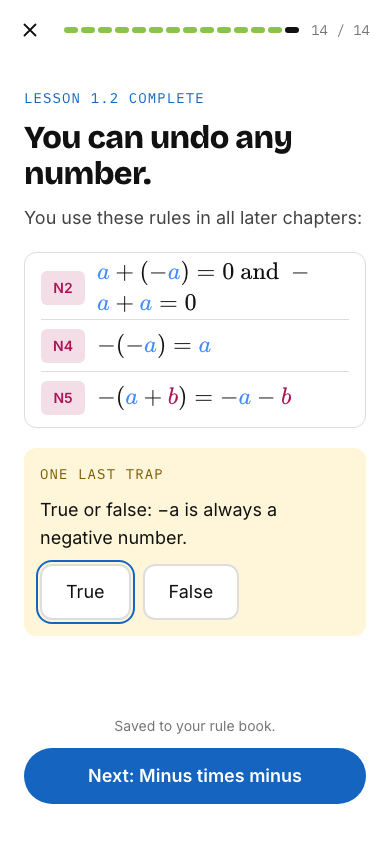 14 / 14
LESSON 1.2 COMPLETE
You can undo any
number.
You use these rules in all later chapters:
N2 a + (−a) = 0 and −
a + a = 0
N4 −(−a) = a
N5 −(a + b) = −a − b
ONE LAST TRAP
True or false: −a is always a
negative number.
True False
Saved to your rule book.
Next: Minus times minus